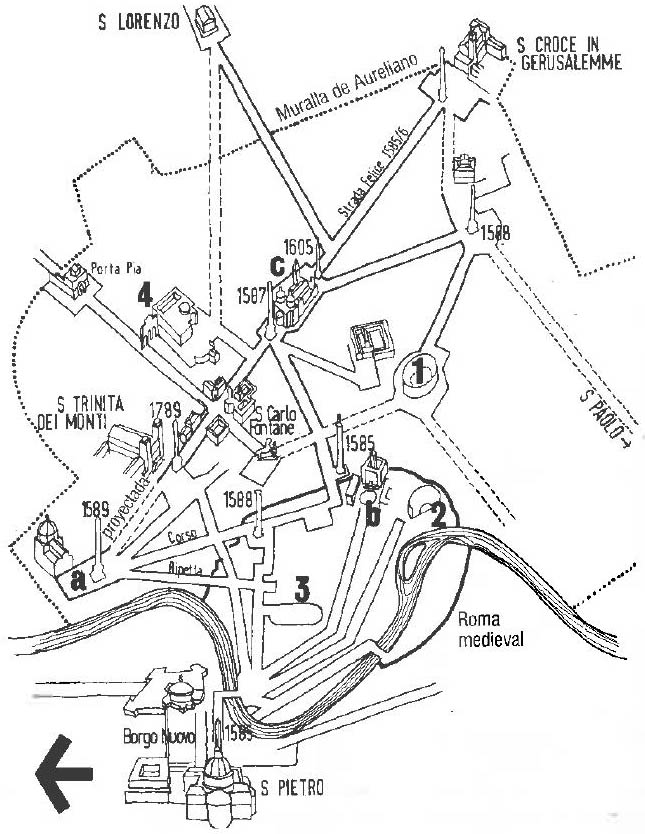 S LORENZO
S CROCE IN
GERUSALEMME
Muralla de Aureliano
Strada Felice 1585/6
1605
1588
C
Porta Pia
4
1587
1
S TRINITA
DEI MONTI
1789
S Carlo
Fontane
S PAOLO →
1585
proyectada
1589
1588
Corso
b
2
a
Ripetta
3
Roma
medieval
Borgo Nuovo
1585
S PIETRO